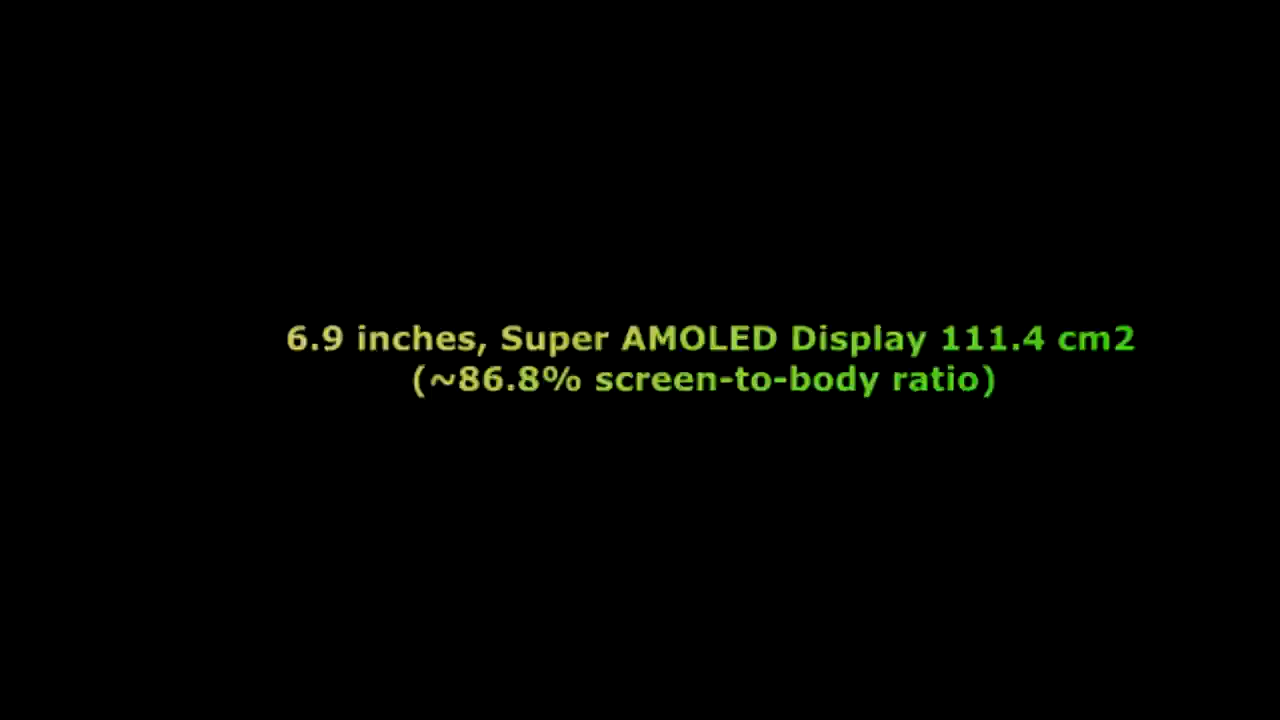 6.9 inches, Super AMOLED Display 111.4 cm2
(~86.8% screen-to-body ratio)